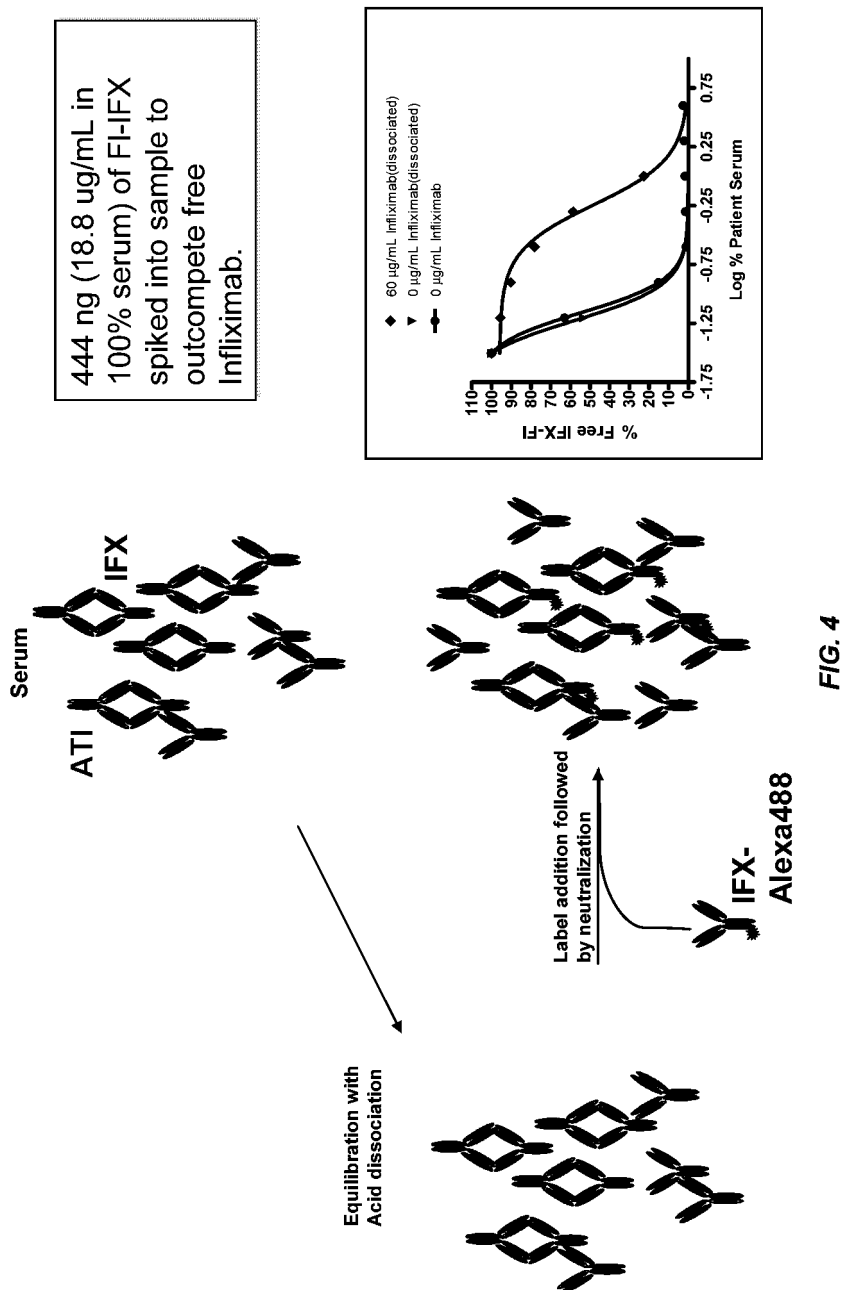 Serum
ATI
IFX
444 ng (18.8 ug/mL in
100% serum) of FI-IFX
spiked into sample to
outcompete free
Infliximab.
Equilibration with
Acid dissociation
Label addition followed
by neutralization
IFX-
Alexa488
60 µg/mL Infliximab(dissociated)
0 µg/mL Infliximab(dissociated)
0 µg/mL Infliximab
% Free IFX-FI
110
100
90
80
70
60
50
40
30
20
10
0
-1.75
-1.25
-0.75
-0.25
0.25
0.75
Log % Patient Serum
FIG. 4